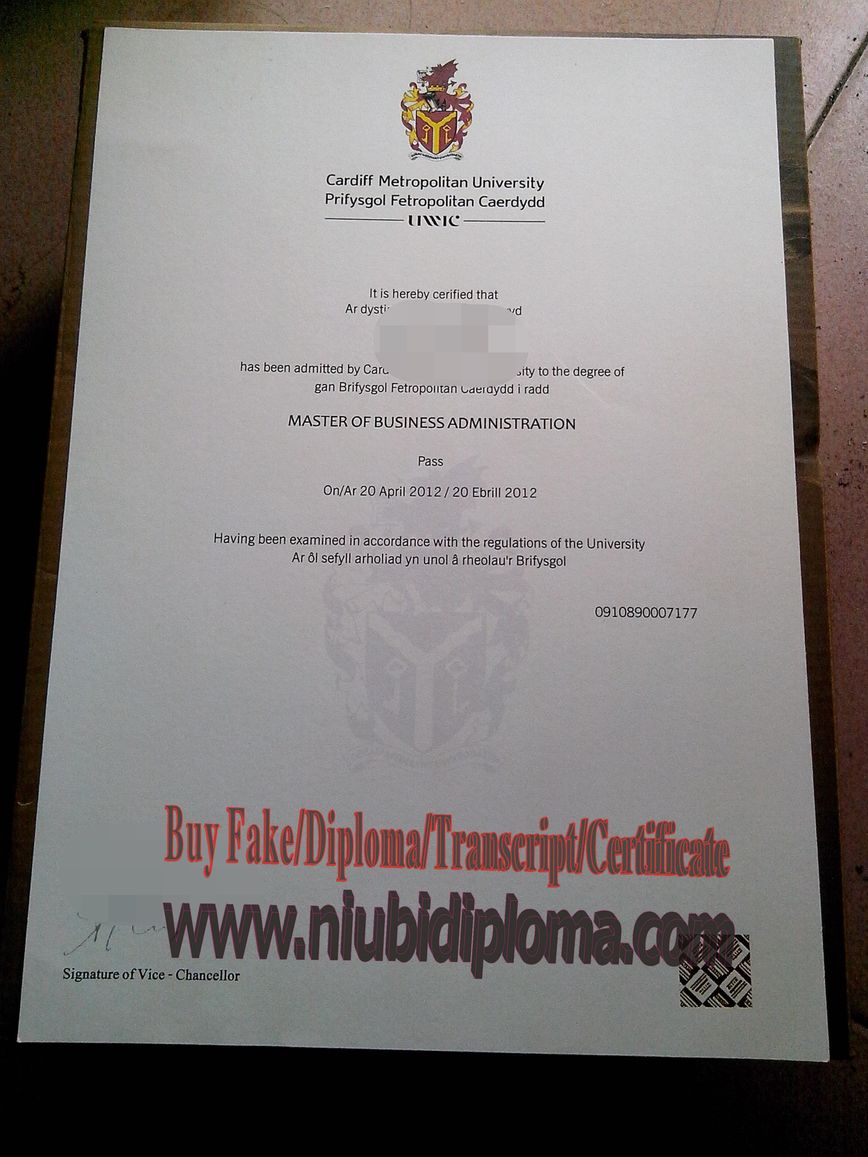 Cardiff Metropolitan University
Prifysgol Fetropolitan Caerdydd
UWIC
It is hereby cerified that
Ar
has been admitted by to the degree of
gan Brifysgol Fetropolitan Caerdydd i radd
MASTER OF BUSINESS ADMINISTRATION
Pass
On/Ar 20 April 2012 / 20 Ebrill 2012
Having been examined in accordance with the regulations of the University
Ar ôl sefyll arholiad yn unol â rheolau'r Brifysgol
0910890007177
Buy Fake/Diploma/Transcript/Certificate
www.niubidiploma.com
Signature of Vice - Chancellor